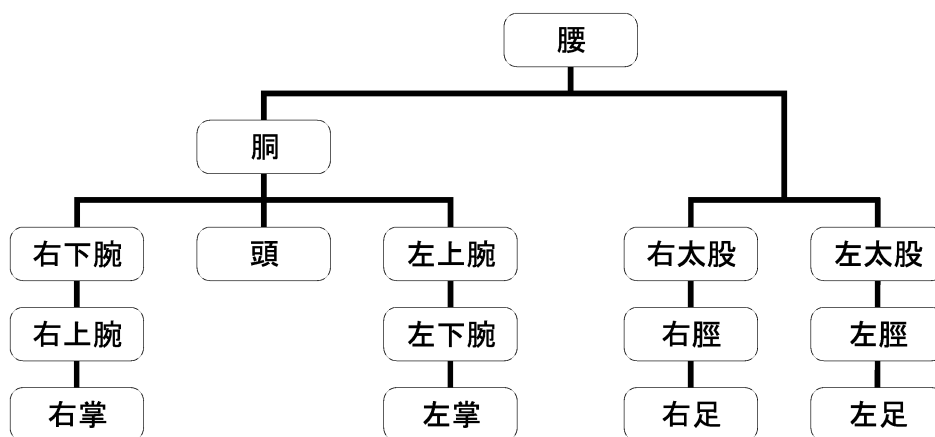 腰
胴
右下腕 頭 左上腕 右太股 左太股
右上腕 左下腕 右脛 左脛
右掌 左掌 右足 左足